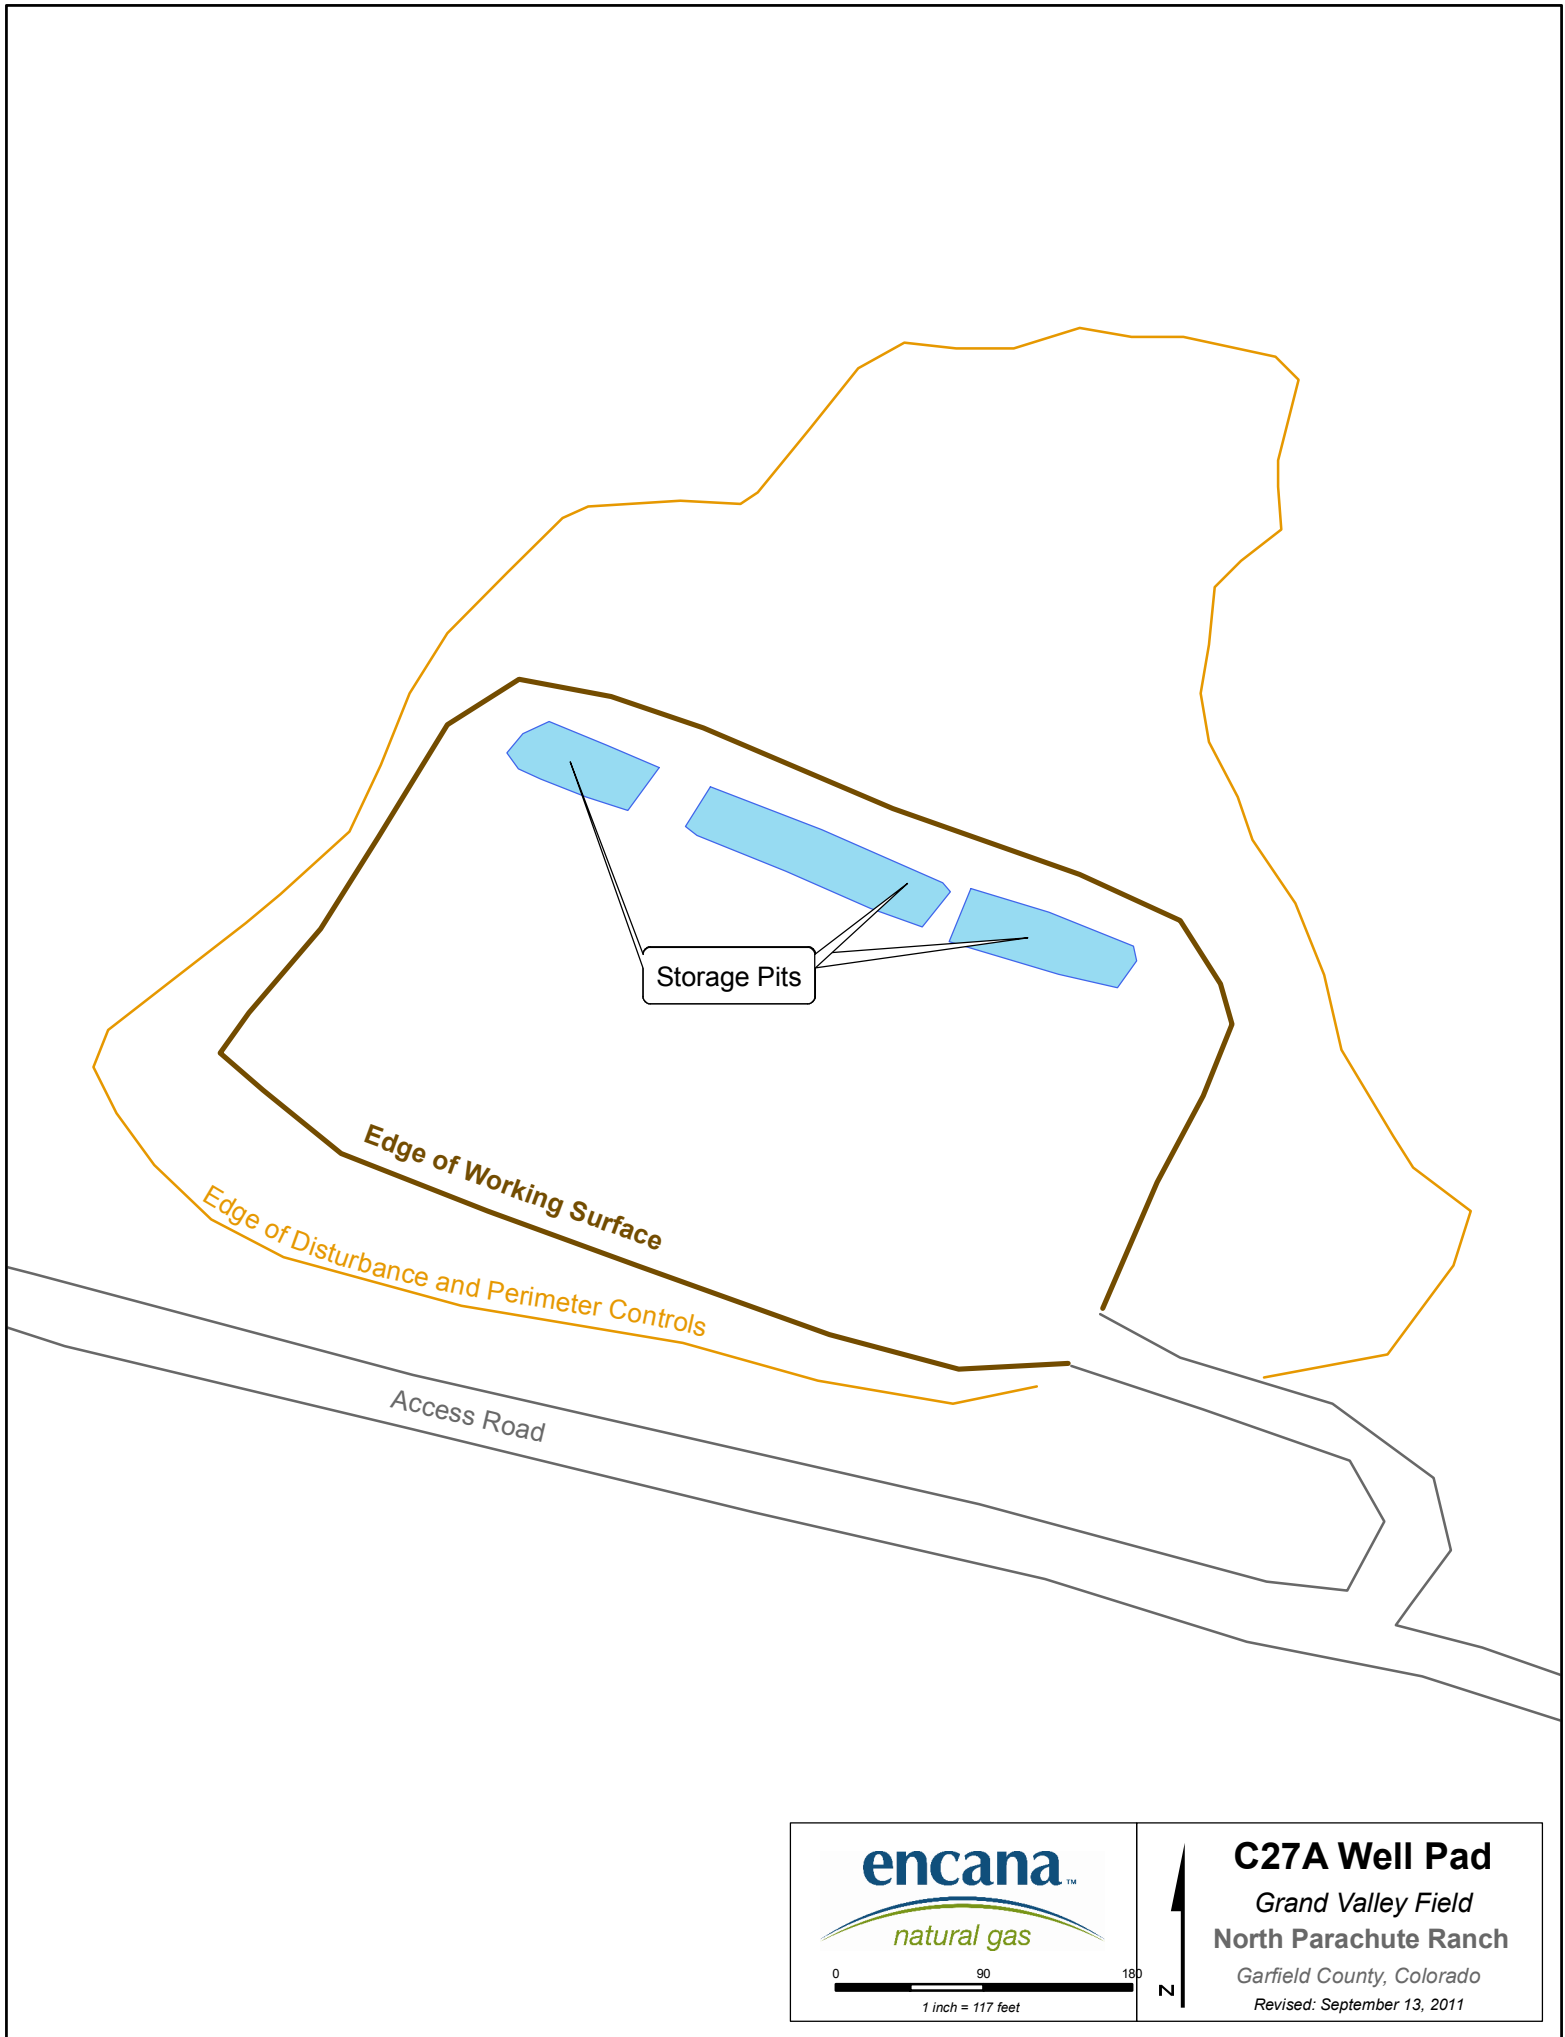 Storage Pits
Edge of Working Surface
Edge of Disturbance and Perimeter Controls
Access Road
encana™
natural gas
0 90 180
1 inch = 117 feet
N
C27A Well Pad
Grand Valley Field
North Parachute Ranch
Garfield County, Colorado
Revised: September 13, 2011